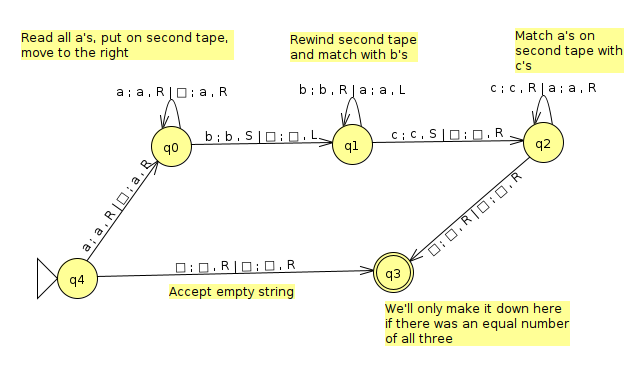 Read all a's, put on second tape,
move to the right
Rewind second tape
and match with b's
Match a's on
second tape with
c's
a ; a , R | □ ; a , R
b ; b , R | a ; a , L
c ; c , R | a ; a , R
q0
b ; b , S | □ ; □ , L
q1
c ; c , S | □ ; □ , R
q2
a ; a , R | □ ; a , R
□ ; □ , R | □ ; □ , R
q4
□ ; □ , R | □ ; □ , R
q3
Accept empty string
We'll only make it down here
if there was an equal number
of all three